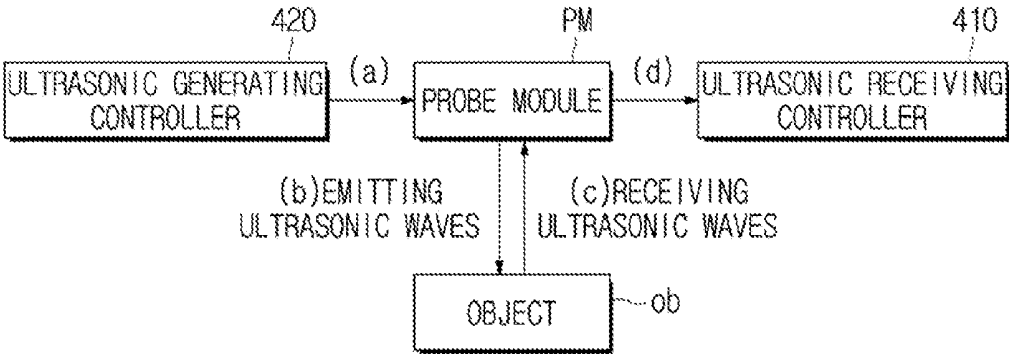 420
PM
410
ULTRASONIC GENERATING
CONTROLLER
(a)
PROBE MODULE
(d)
ULTRASONIC RECEIVING
CONTROLLER
(b)EMITTING
ULTRASONIC WAVES
(c)RECEIVING
ULTRASONIC WAVES
OBJECT
ob